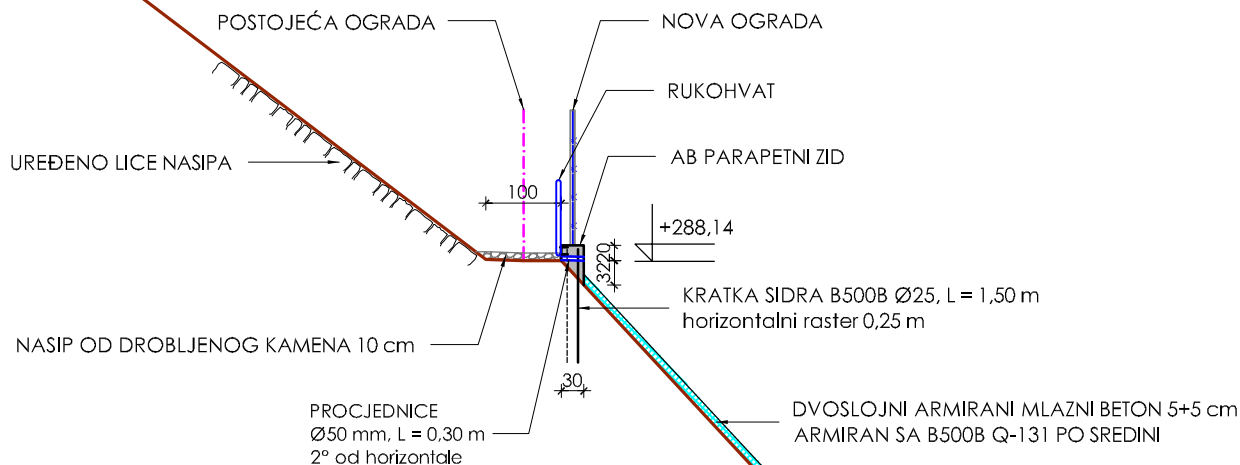 POSTOJEĆA OGRADA
NOVA OGRADA
RUKOHVAT
UREĐENO LICE NASIPA
AB PARAPETNI ZID
100
+288,14
20
32
KRATKA SIDRA B500B Ø25, L = 1,50 m
horizontalni raster 0,25 m
NASIP OD DROBLJENOG KAMENA 10 cm
30
PROCJEDNICE
Ø50 mm, L = 0,30 m
2° od horizontale
DVOSLOJNI ARMIRANI MLAZNI BETON 5+5 cm
ARMIRAN SA B500B Q-131 PO SREDINI